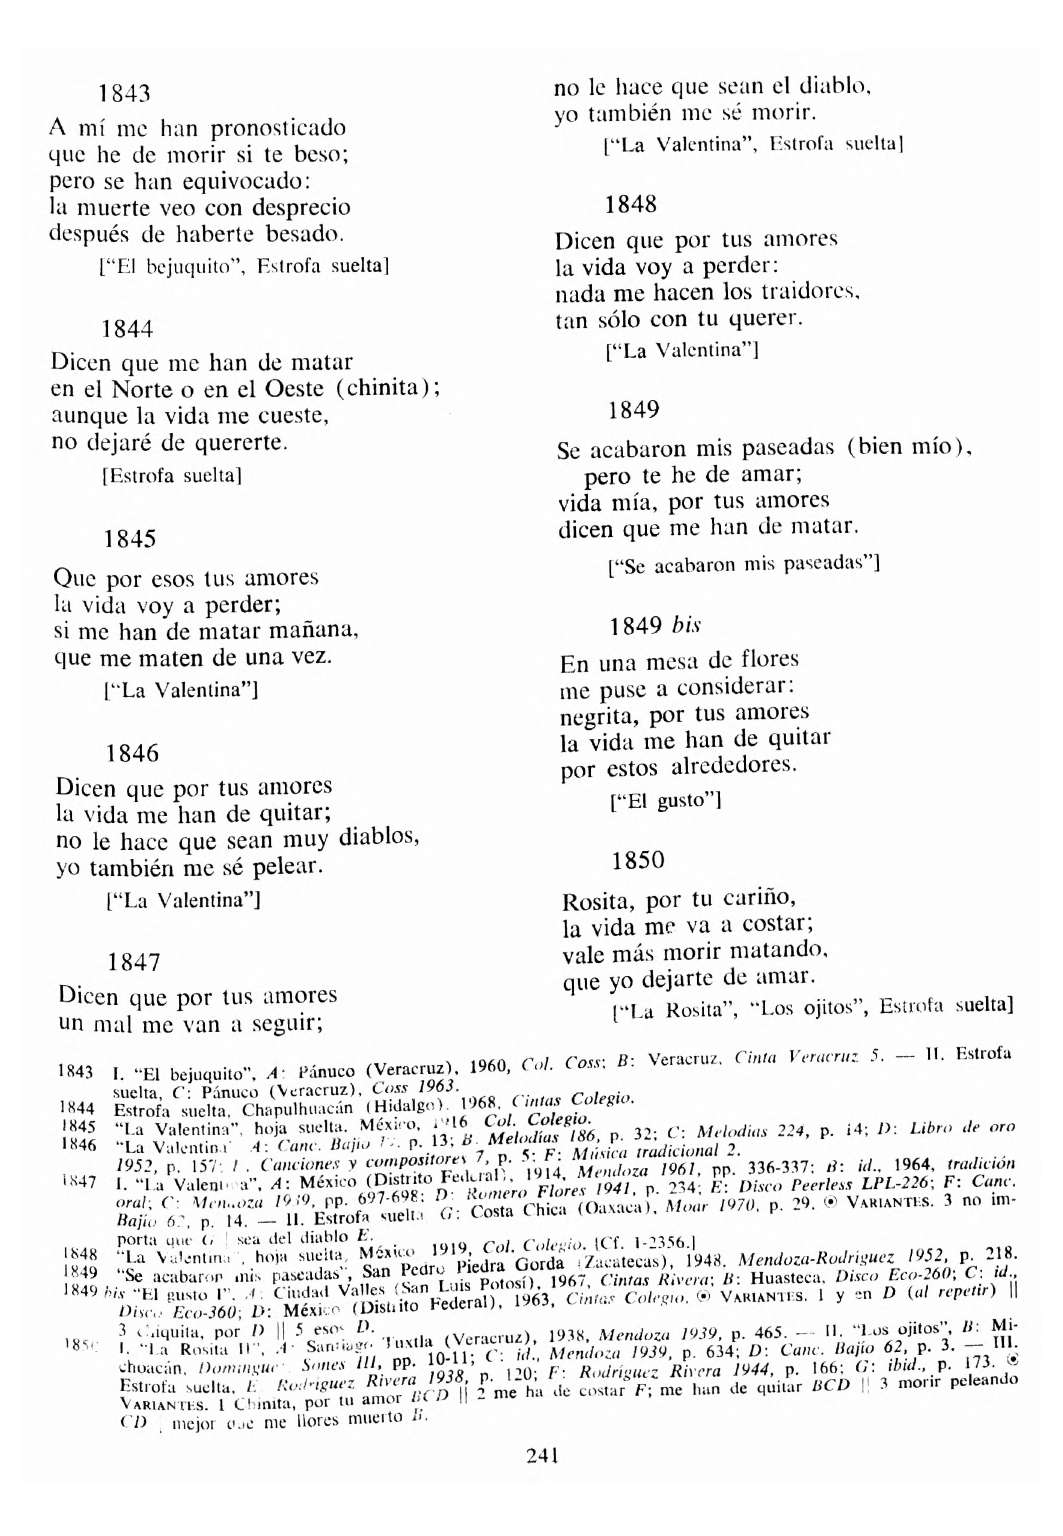 1843
A mí me han pronosticado
que he de morir si te beso;
pero se han equivocado:
la muerte veo con desprecio
después de haberte besado.
[“El bejuquito”, Estrofa suelta]
1844
Dicen que me han de matar
en el Norte o en el Oeste (chinita);
aunque la vida me cueste,
no dejaré de quererte.
[Estrofa suelta]
1845
Que por esos tus amores
la vida voy a perder;
si me han de matar mañana,
que me maten de una vez.
[“La Valentina”]
1846
Dicen que por tus amores
la vida me han de quitar;
no le hace que sean muy diablos,
yo también me sé pelear.
[“La Valentina”]
1847
Dicen que por tus amores
un mal me van a seguir;
no le hace que sean el diablo,
yo también me sé morir.
[“La Valentina”, Estrofa suelta]
1848
Dicen que por tus amores
la vida voy a perder:
nada me hacen los traidores,
tan sólo con tu querer.
[“La Valentina”]
1849
Se acabaron mis paseadas (bien mío),
pero te he de amar;
vida mía, por tus amores
dicen que me han de matar.
[“Se acabaron mis paseadas”]
1849 bis
En una mesa de flores
me puse a considerar:
negrita, por tus amores
la vida me han de quitar
por estos alrededores.
[“El gusto”]
1850
Rosita, por tu cariño,
la vida me va a costar;
vale más morir matando,
que yo dejarte de amar.
[“La Rosita”, “Los ojitos”, Estrofa suelta]
1843 I. “El bejuquito”, A: Pánuco (Veracruz), 1960, Col. Coss; B: Veracruz, Cinta Veracruz 5. — II. Estrofa
suelta, C: Pánuco (Veracruz), Coss 1963.
1844 Estrofa suelta, Chapulhuacán (Hidalgo), 1968, Cintas Colegio.
1845 “La Valentina”, hoja suelta, México, 1916 Col. Colegio.
1846 “La Valentina” A: Canc. Bajío p. 13; B: Melodías 186, p. 32; C: Melodías 224, p. 14; D: Libro de oro
1952, p. 157; Canciones y compositores 7, p. 5; F: Música tradicional 2.
1847 I. “La Valentina”, A: México (Distrito Federal), 1914, Mendoza 1961, pp. 336-337; B: id., 1964, tradición
oral; C: Mendoza 1939, pp. 697-698; D: Romero Flores 1941, p. 234; E: Disco Peerless LPL-226; F: Canc.
Bajío 62, p. 14. — II. Estrofa suelta G: Costa Chica (Oaxaca), Moar 1970, p. 29. ⦿ VARIANTES. 3 no im-
porta que G | sea del diablo E.
1848 “La Valentina”, hoja suelta, México 1919, Col. Colegio. [Cf. 1-2356.]
1849 “Se acabaron mis paseadas”, San Pedro Piedra Gorda (Zacatecas), 1948, Mendoza-Rodríguez 1952, p. 218.
1849 bis “El gusto I”, A: Ciudad Valles (San Luis Potosí), 1967, Cintas Rivera; B: Huasteca, Disco Eco-260; C: id.,
Disco Eco-360; D: México (Distrito Federal), 1963, Cintas Colegio. ⦿ VARIANTES. 1 y en D (al repetir) ||
3 chiquita, por D || 5 esos D.
1850 I. “La Rosita II”, A: Santiago Tuxtla (Veracruz), 1938, Mendoza 1939, p. 465. — II. “Los ojitos”, B: Mi-
choacán, Domínguez Sones III, pp. 10-11; C: id., Mendoza 1939, p. 634; D: Canc. Bajío 62, p. 3. — III.
Estrofa suelta, E: Rodríguez Rivera 1938, p. 120; F: Rodríguez Rivera 1944, p. 166; G: ibid., p. 173. ⦿
VARIANTES. 1 Chinita, por tu amor BCD || 2 me ha de costar F; me han de quitar BCD || 3 morir peleando
CD | mejor que me llores muerto B.
241